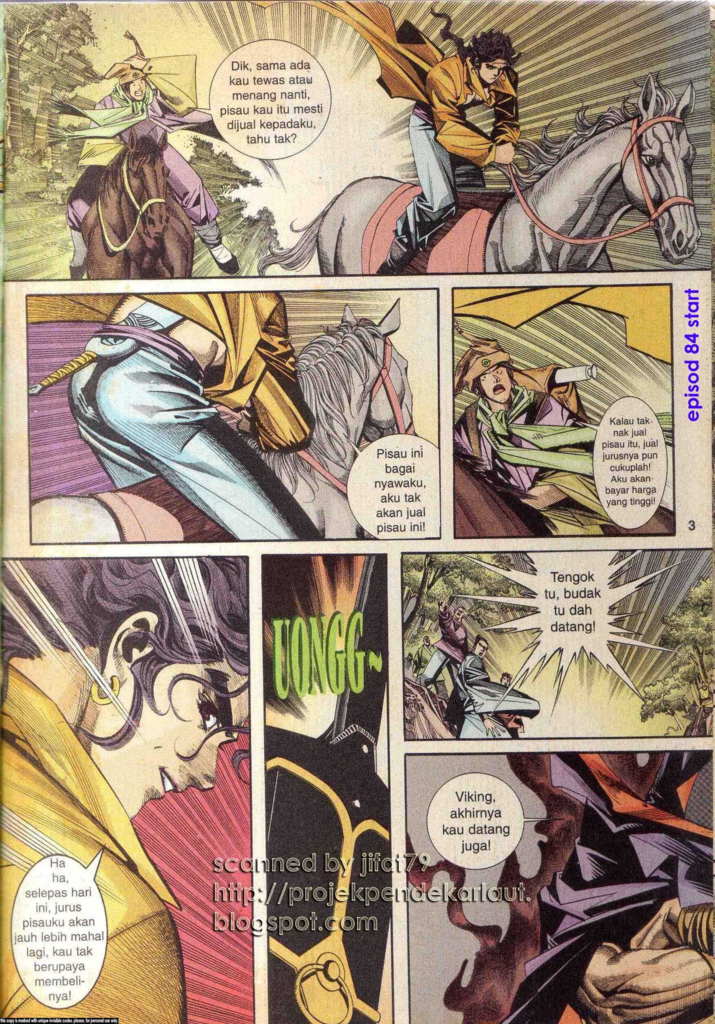 Dik, sama ada
kau tewas atau
menang nanti,
pisau kau itu mesti
dijual kepadaku,
tahu tak?
Pisau ini
bagai
nyawaku,
aku tak
akan jual
pisau ini!
Kalau tak
nak jual
pisau itu, jual
jurusnya pun
cukuplah!
Aku akan
bayar harga
yang tinggi!
episod 84 start
3
Ha
ha,
selepas hari
ini, jurus
pisauku akan
jauh lebih mahal
lagi, kau tak
berupaya
membeli-
nya!
UONGG~
Tengok
tu, budak
tu dah
datang!
Viking,
akhirnya
kau datang
juga!
scanned by jifat79
http://projekpendekarlaut.
blogspot.com